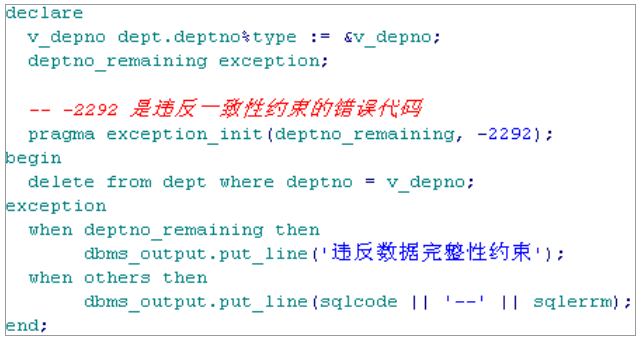 declare
  v_depno dept.deptno%type := &v_depno;
  deptno_remaining exception;
  -- -2292 是违反一致性约束的错误代码
  pragma exception_init(deptno_remaining, -2292);
begin
  delete from dept where deptno = v_depno;
exception
  when deptno_remaining then
       dbms_output.put_line('违反数据完整性约束');
  when others then
       dbms_output.put_line(sqlcode || '--' || sqlerrm);
end;